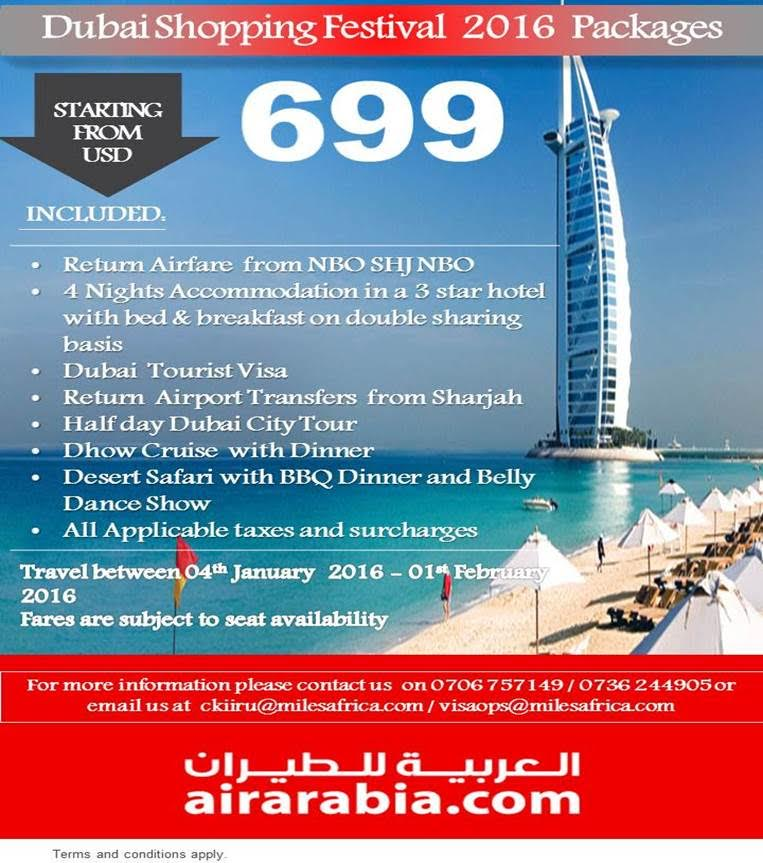 Dubai Shopping Festival 2016 Packages
STARTING
FROM
USD
699
INCLUDED:
• Return Airfare from NBO SHJ NBO
• 4 Nights Accommodation in a 3 star hotel
with bed & breakfast on double sharing
basis
• Dubai Tourist Visa
• Return Airport Transfers from Sharjah
• Half day Dubai City Tour
• Dhow Cruise with Dinner
• Desert Safari with BBQ Dinner and Belly
Dance Show
• All Applicable taxes and surcharges
Travel between 04th January 2016 – 01st February
2016
Fares are subject to seat availability
For more information please contact us on 0706 757149 / 0736 244905 or
email us at ckiiru@milesafrica.com / visaops@milesafrica.com
العربية للطيران
airarabia.com
Terms and conditions apply.